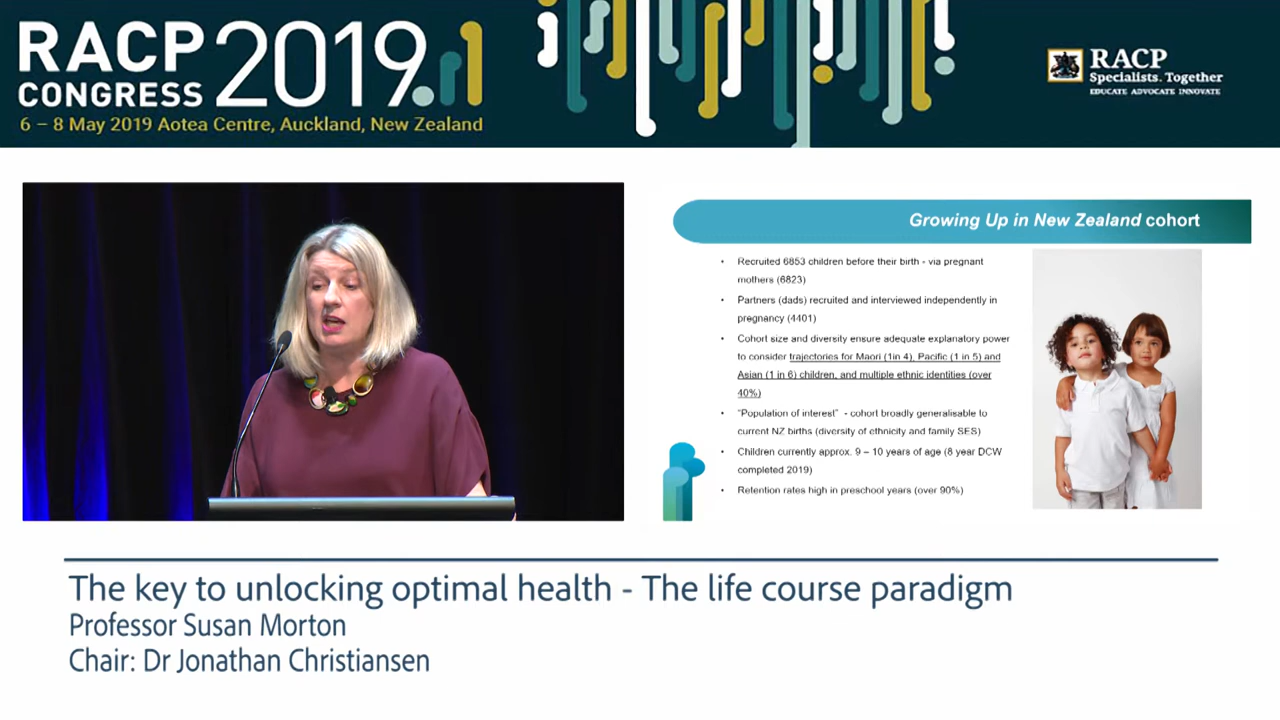 RACP
CONGRESS
2019
6 – 8 May 2019 Aotea Centre, Auckland, New Zealand
RACP
Specialists. Together
EDUCATE ADVOCATE INNOVATE
Growing Up in New Zealand cohort
• Recruited 6853 children before their birth - via pregnant
mothers (6823)
• Partners (dads) recruited and interviewed independently in
pregnancy (4401)
• Cohort size and diversity ensure adequate explanatory power
to consider trajectories for Maori (1in 4), Pacific (1 in 5) and
Asian (1 in 6) children, and multiple ethnic identities (over
40%)
• “Population of interest” - cohort broadly generalisable to
current NZ births (diversity of ethnicity and family SES)
• Children currently approx. 9 – 10 years of age (8 year DCW
completed 2019)
• Retention rates high in preschool years (over 90%)
The key to unlocking optimal health - The life course paradigm
Professor Susan Morton
Chair: Dr Jonathan Christiansen